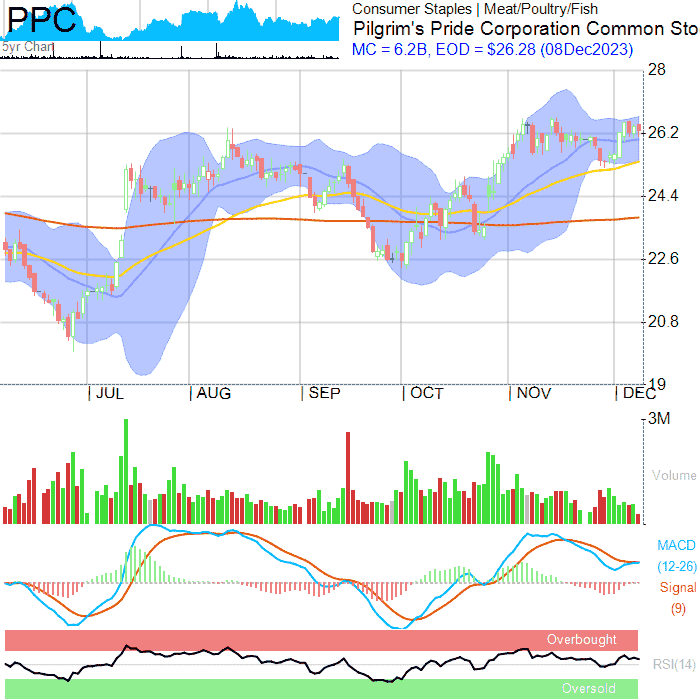 PPC
5yr Chart
Consumer Staples | Meat/Poultry/Fish
Pilgrim's Pride Corporation Common Sto
MC = 6.2B, EOD = $26.28 (08Dec2023)
28
26.2
24.4
22.6
20.8
19
JUL AUG SEP OCT NOV DEC
3M
Volume
MACD
(12-26)
Signal
(9)
Overbought
RSI(14)
Oversold